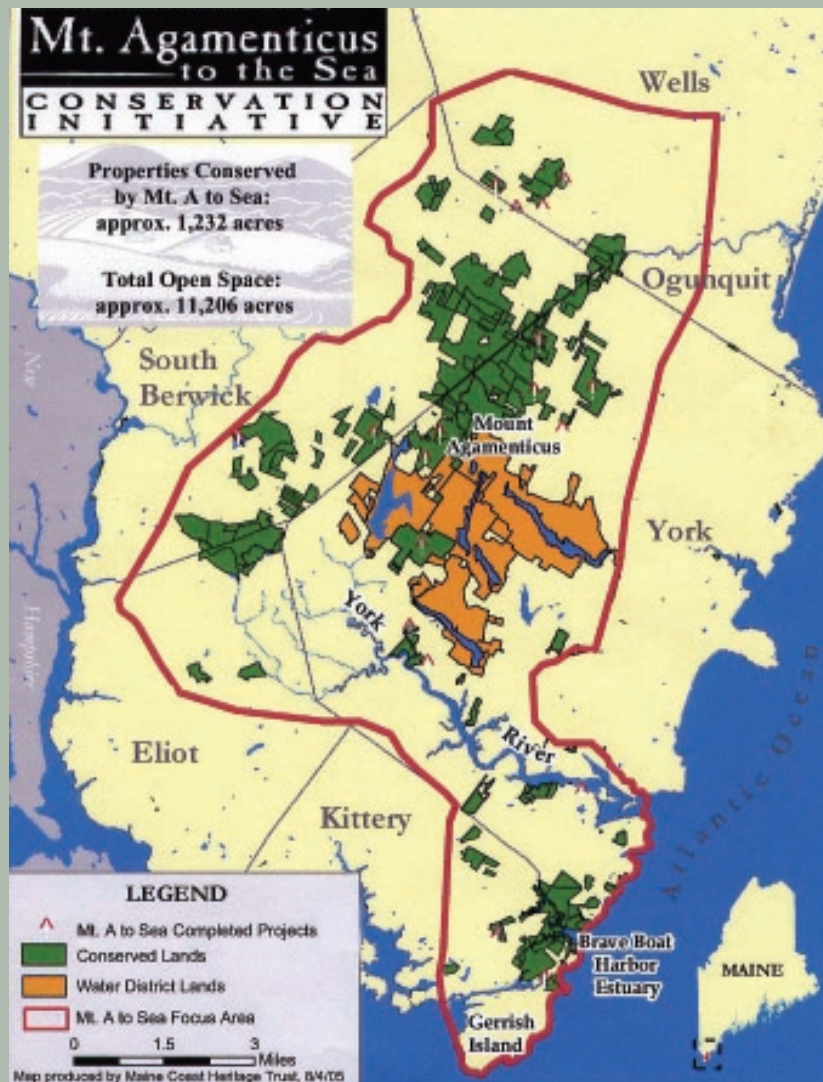 Mt. Agamenticus
to the Sea
CONSERVATION
INITIATIVE
Properties Conserved
by Mt. A to Sea:
approx. 1,232 acres
Total Open Space:
approx. 11,206 acres
Wells
Ogunquit
South
Berwick
New
Hampshire
Mount
Agamenticus
York
York
River
Eliot
Kittery
Atlantic Ocean
Brave Boat
Harbor
Estuary
Gerrish
Island
MAINE
LEGEND
Mt. A to Sea Completed Projects
Conserved Lands
Water District Lands
Mt. A to Sea Focus Area
0 1.5 3
Miles
Map produced by Maine Coast Heritage Trust, 8/4/05